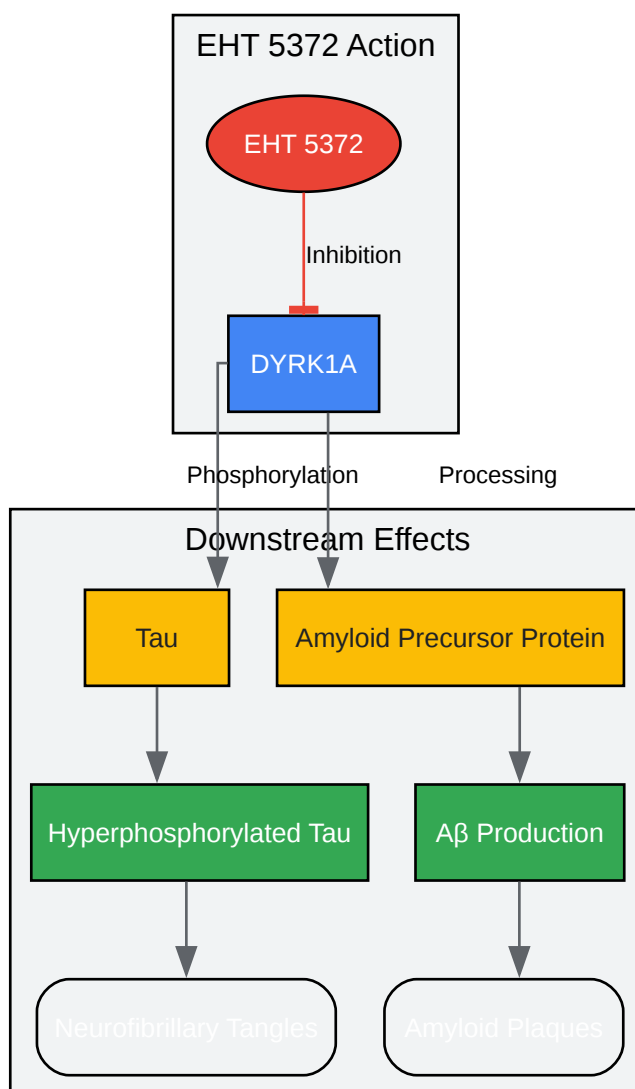 EHT 5372 Action
EHT 5372
Inhibition
DYRK1A
Phosphorylation
Processing
Downstream Effects
Tau
Amyloid Precursor Protein
Hyperphosphorylated Tau
Aβ Production
Neurofibrillary Tangles
Amyloid Plaques